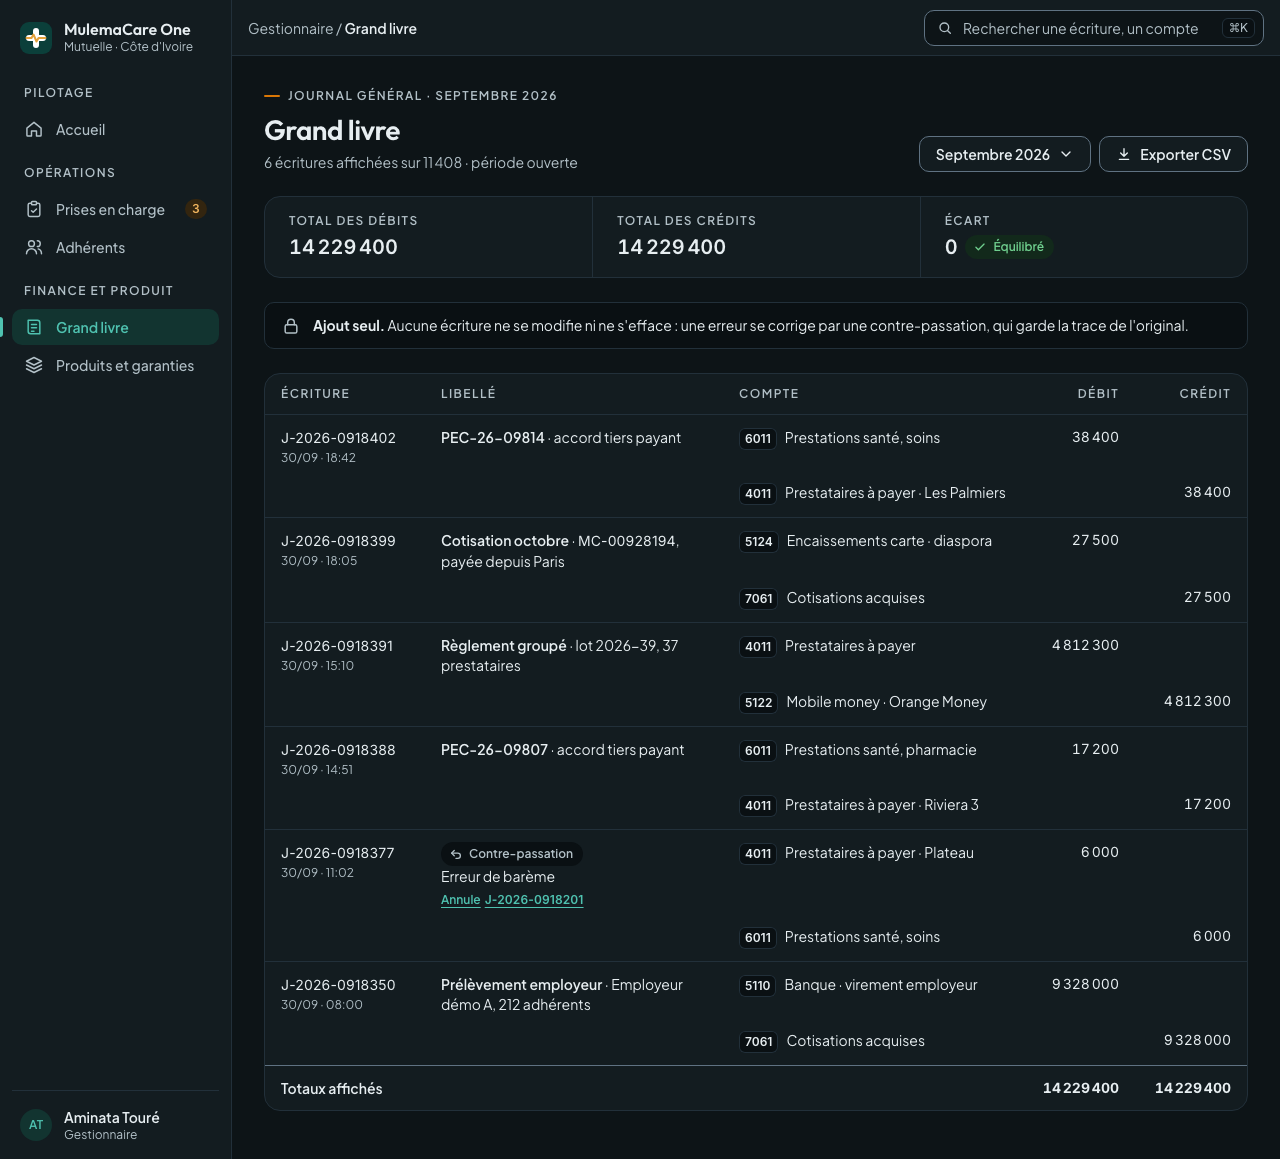 MulemaCare One
Mutuelle · Côte d'Ivoire
PILOTAGE
Accueil
OPÉRATIONS
Prises en charge 3
Adhérents
FINANCE ET PRODUIT
Grand livre
Produits et garanties
AT
Aminata Touré
Gestionnaire
Gestionnaire / Grand livre
Rechercher une écriture, un compte ⌘K
JOURNAL GÉNÉRAL · SEPTEMBRE 2026
Grand livre
6 écritures affichées sur 11 408 · période ouverte
Septembre 2026
Exporter CSV
TOTAL DES DÉBITS
14 229 400
TOTAL DES CRÉDITS
14 229 400
ÉCART
0 Équilibré
Ajout seul. Aucune écriture ne se modifie ni ne s'efface : une erreur se corrige par une contre-passation, qui garde la trace de l'original.
ÉCRITURE LIBELLÉ COMPTE DÉBIT CRÉDIT
J-2026-0918402 PEC-26-09814 · accord tiers payant 6011 Prestations santé, soins 38 400
30/09 · 18:42
4011 Prestataires à payer · Les Palmiers 38 400
J-2026-0918399 Cotisation octobre · MC-00928194, 5124 Encaissements carte · diaspora 27 500
30/09 · 18:05 payée depuis Paris
7061 Cotisations acquises 27 500
J-2026-0918391 Règlement groupé · lot 2026-39, 37 4011 Prestataires à payer 4 812 300
30/09 · 15:10 prestataires
5122 Mobile money · Orange Money 4 812 300
J-2026-0918388 PEC-26-09807 · accord tiers payant 6011 Prestations santé, pharmacie 17 200
30/09 · 14:51
4011 Prestataires à payer · Riviera 3 17 200
J-2026-0918377 Contre-passation 4011 Prestataires à payer · Plateau 6 000
30/09 · 11:02 Erreur de barème
Annule J-2026-0918201
6011 Prestations santé, soins 6 000
J-2026-0918350 Prélèvement employeur · Employeur 5110 Banque · virement employeur 9 328 000
30/09 · 08:00 démo A, 212 adhérents
7061 Cotisations acquises 9 328 000
Totaux affichés 14 229 400 14 229 400